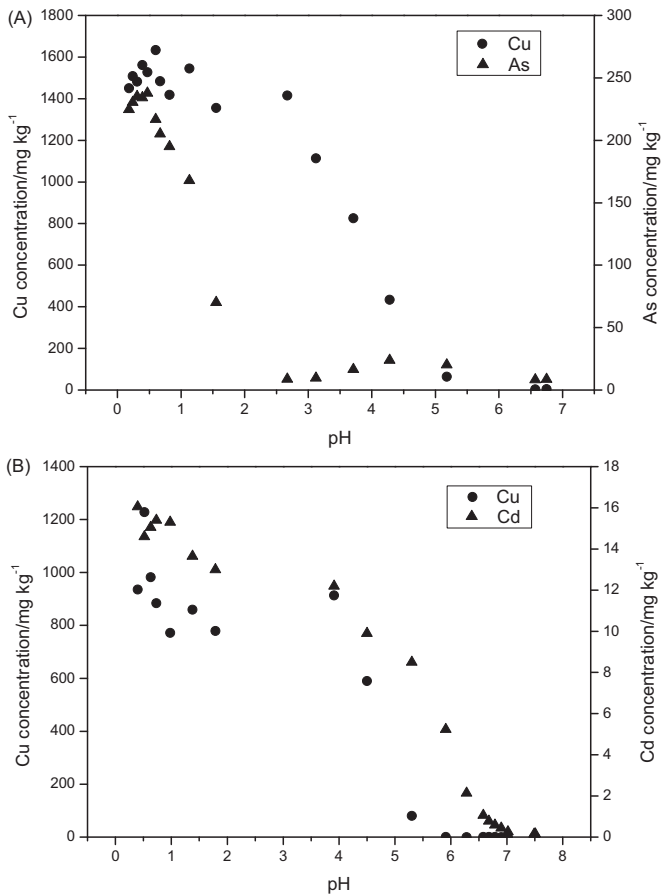 (A)
1800
1600
1400
1200
1000
800
600
400
200
0
Cu concentration/mg kg⁻¹
Cu
As
300
250
200
150
100
50
0
As concentration/mg kg⁻¹
0 1 2 3 4 5 6 7
pH
(B)
1400
1200
1000
800
600
400
200
0
Cu concentration/mg kg⁻¹
Cu
Cd
18
16
14
12
10
8
6
4
2
0
Cd concentration/mg kg⁻¹
0 1 2 3 4 5 6 7 8
pH